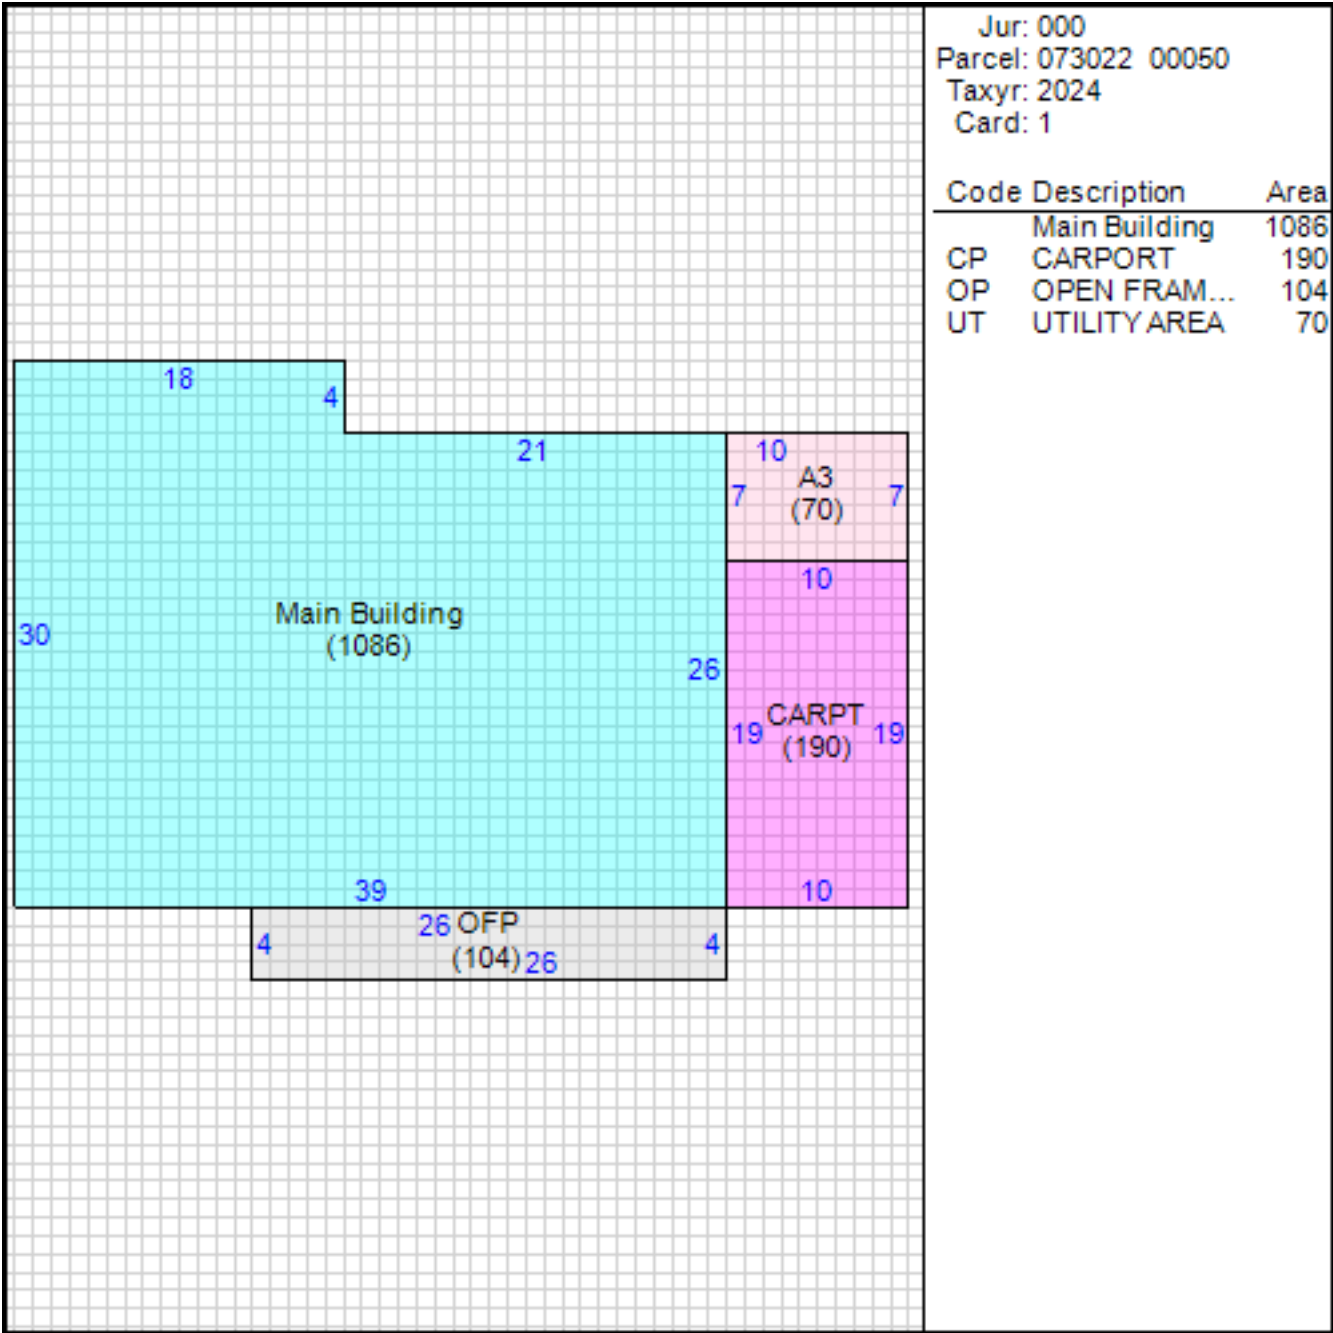 Jur: 000
Parcel: 073022 00050
Taxyr: 2024
Card: 1
Code Description Area
Main Building 1086
CP CARPORT 190
OP OPEN FRAM... 104
UT UTILITY AREA 70
18
4
21
10
A3
7 7
(70)
10
Main Building
30
(1086)
26
CARPT
19 19
(190)
39
10
26 OFP
4 4
(104) 26